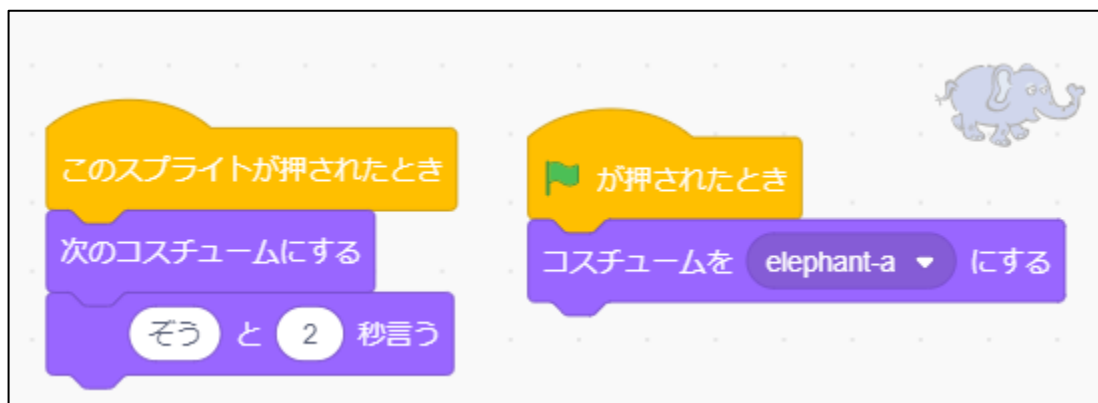 このスプライトが押されたとき
次のコスチュームにする
ぞう と 2 秒言う
が押されたとき
コスチュームを elephant-a にする